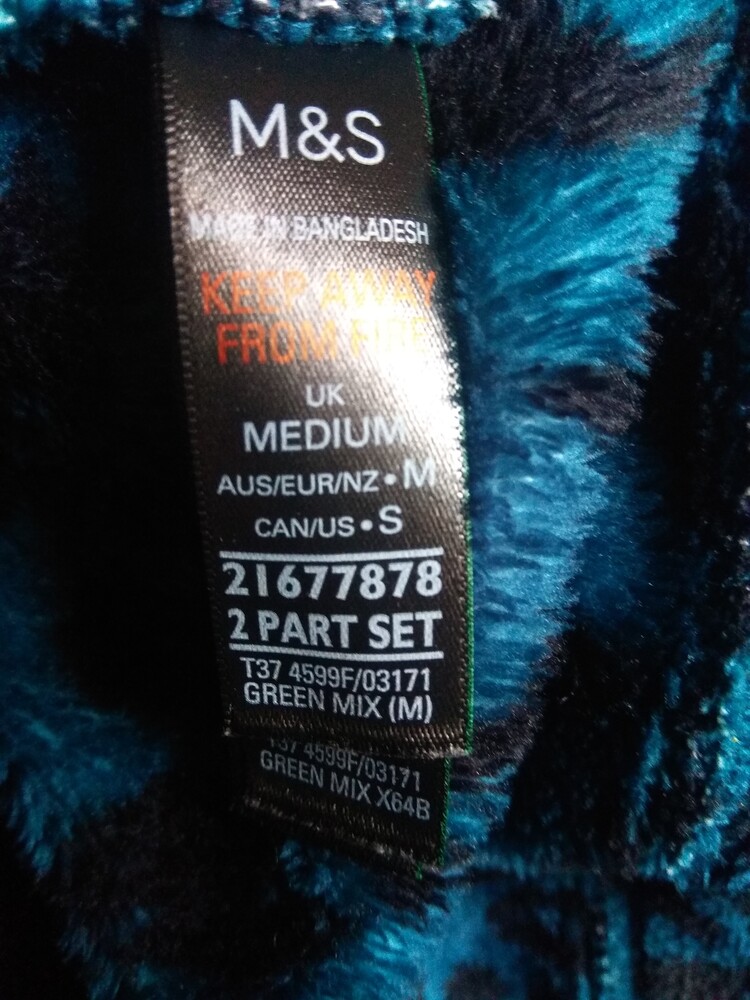 M&S
MADE IN BANGLADESH
KEEP AWAY
FROM FIRE
UK
MEDIUM
AUS/EUR/NZ • M
CAN/US • S
21677878
2 PART SET
T37 4599F/03171
GREEN MIX (M)
T37 4599F/03171
GREEN MIX X64B